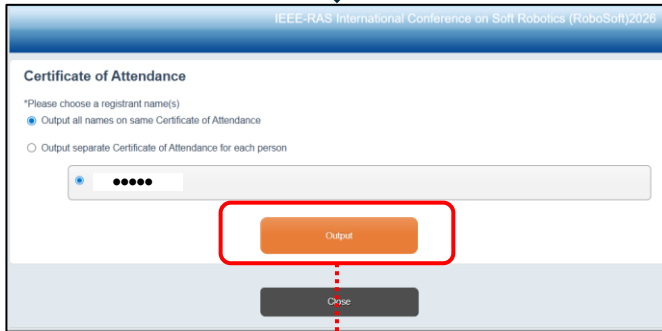 IEEE-RAS International Conference on Soft Robotics (RoboSoft)2026
Certificate of Attendance
*Please choose a registrant name(s)
Output all names on same Certificate of Attendance
Output separate Certificate of Attendance for each person
●●●●●
Output
Close